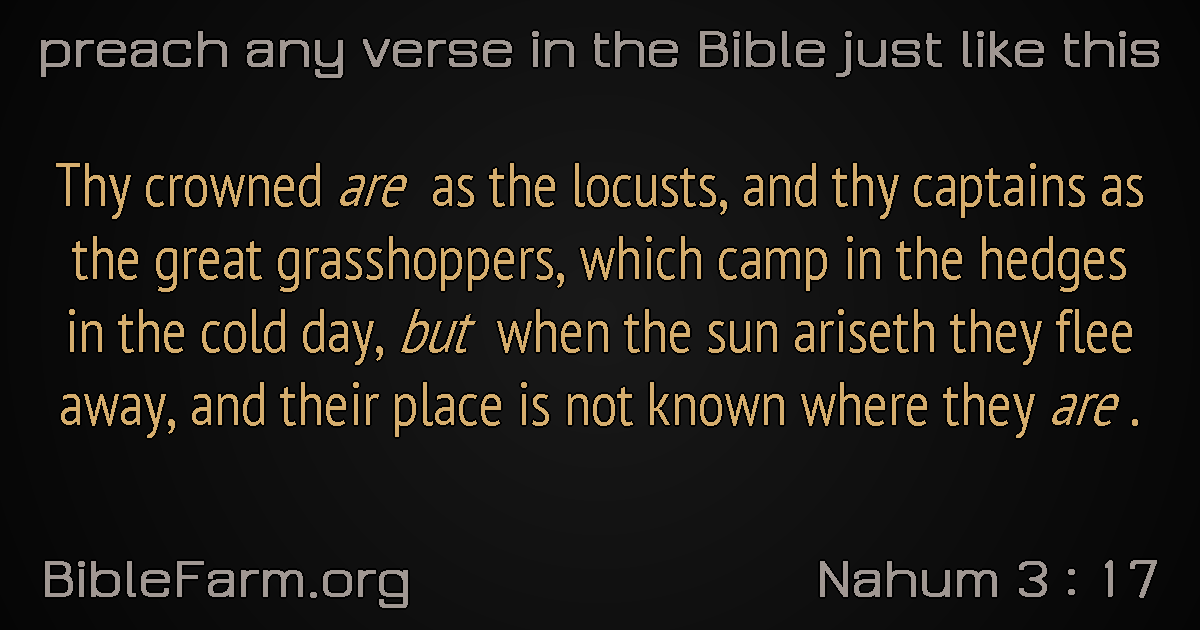 preach any verse in the Bible just like this
Thy crowned are as the locusts, and thy captains as
the great grasshoppers, which camp in the hedges
in the cold day, but when the sun ariseth they flee
away, and their place is not known where they are .
BibleFarm.org
Nahum 3 : 17